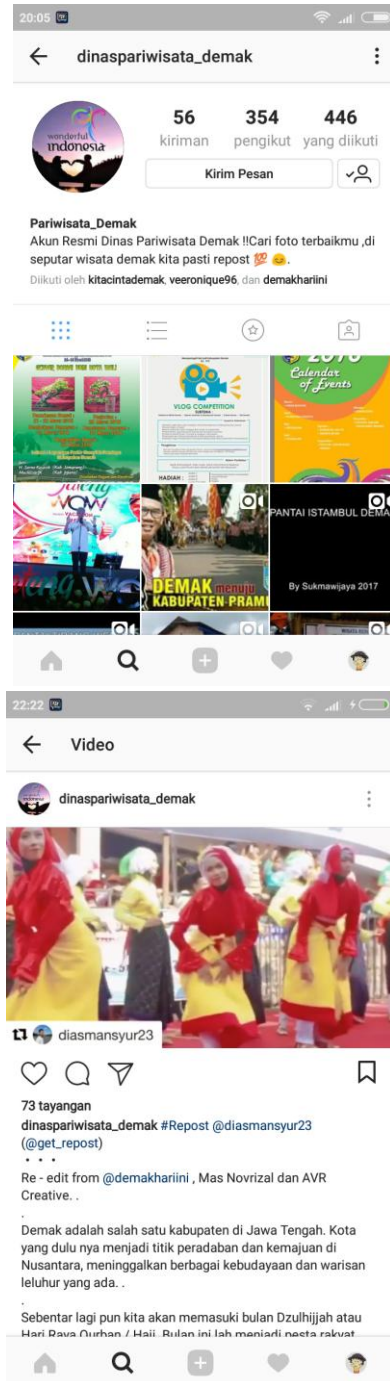 20:05
dinaspariwisata_demak
wonderful
indonesia
56 354 446
kiriman pengikut yang diikuti
Kirim Pesan
Pariwisata_Demak
Akun Resmi Dinas Pariwisata Demak !!Cari foto terbaikmu ,di
seputar wisata demak kita pasti repost 💯 😊.
Diikuti oleh kitacintademak, veeronique96, dan demakhariini
VLOG COMPETITION
HADIAH :
Calendar
of Events
WOW
DEMAK menuju
KABUPATEN PRAMU
PANTAI ISTAMBUL DEMA
By Sukmawijaya 2017
22:22
Video
dinaspariwisata_demak
diasmansyur23
73 tayangan
dinaspariwisata_demak #Repost @diasmansyur23
(@get_repost)
・・・
Re - edit from @demakhariini , Mas Novrizal dan AVR
Creative. .
.
Demak adalah salah satu kabupaten di Jawa Tengah. Kota
yang dulu nya menjadi titik peradaban dan kemajuan di
Nusantara, meninggalkan berbagai kebudayaan dan warisan
leluhur yang ada. .
.
Sebentar lagi pun kita akan memasuki bulan Dzulhijjah atau
Hari Raya Qurban / Haji. Bulan ini lah menjadi pesta rakyat